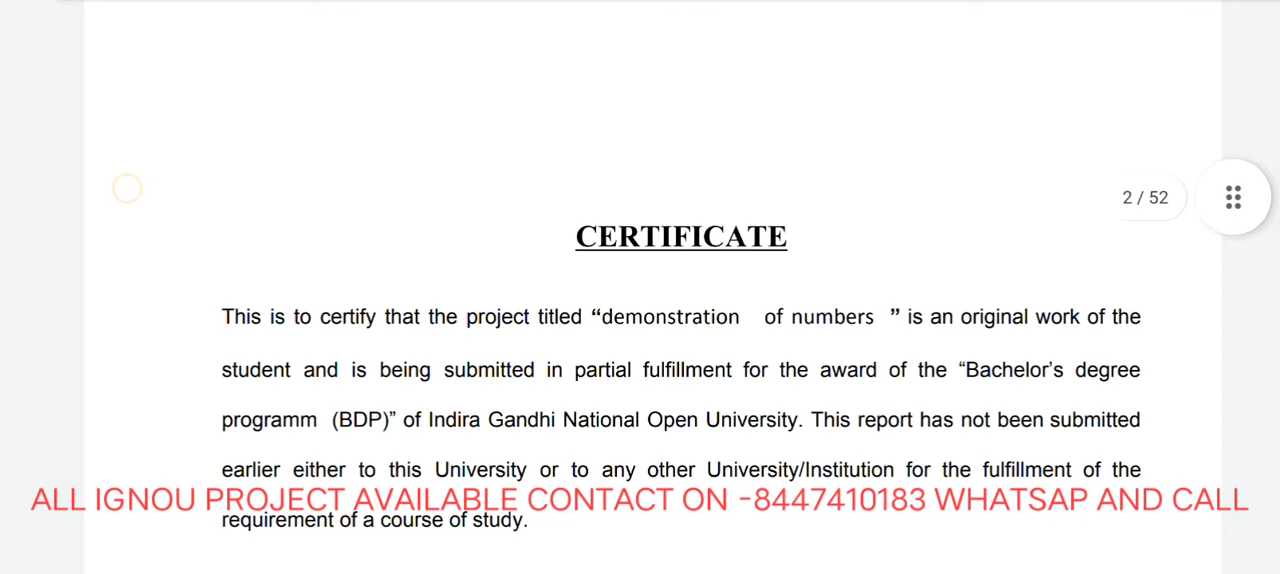 2 / 52
CERTIFICATE
This is to certify that the project titled “demonstration of numbers ” is an original work of the
student and is being submitted in partial fulfillment for the award of the “Bachelor’s degree
programm (BDP)” of Indira Gandhi National Open University. This report has not been submitted
earlier either to this University or to any other University/Institution for the fulfillment of the
ALL IGNOU PROJECT AVAILABLE CONTACT ON -8447410183 WHATSAP AND CALL
requirement of a course of study.